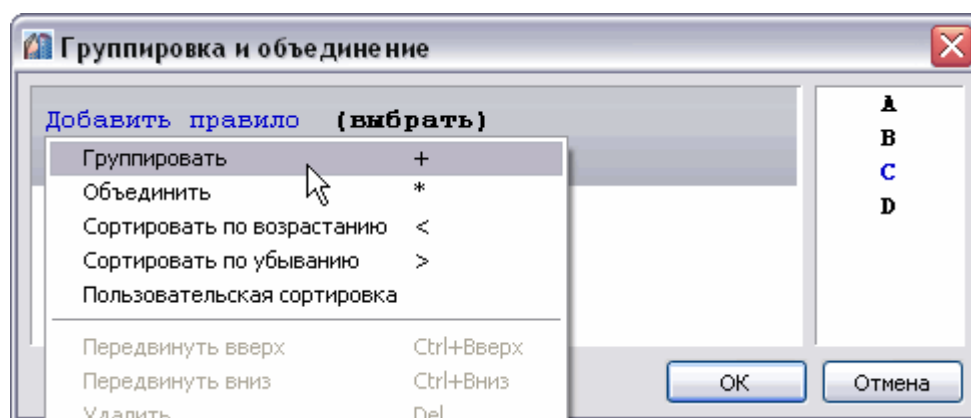 Группировка и объединение
Добавить правило (выбрать)
Группировать +
Объединить *
Сортировать по возрастанию <
Сортировать по убыванию >
Пользовательская сортировка
Передвинуть вверх Ctrl+Вверх
Передвинуть вниз Ctrl+Вниз
Удалить Del
A
B
C
D
OK Отмена